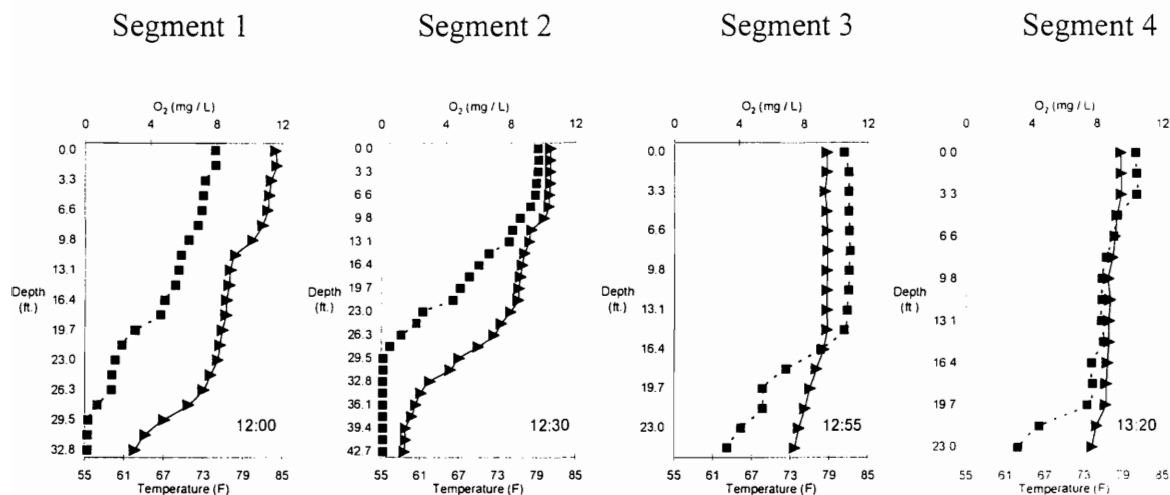 Segment 1
O₂ (mg / L)
0 4 8 12
0 0
3.3
6.6
9.8
13.1
16.4
19.7
23.0
26.3
29.5
32.8
Depth
(ft.)
12:00
55 61 67 73 79 85
Temperature (F)
Segment 2
O₂ (mg / L)
0 4 8 12
0 0
3.3
6 6
9 8
13 1
16.4
19.7
23.0
26.3
29.5
32.8
36.1
39.4
42.7
Depth
(ft.)
12:30
55 61 67 73 79 85
Temperature (F)
Segment 3
O₂ (mg / L)
0 4 8 12
0.0
3.3
6.6
9.8
13.1
16.4
19.7
23.0
Depth
(ft.)
12:55
55 61 67 73 79 85
Temperature (F)
Segment 4
O₂ (mg / L)
0 4 8 12
0.0
3.3
6.6
9 8
13 1
16.4
19.7
23.0
Depth
(ft.)
13:20
55 61 67 73 79 85
Temperature (F)